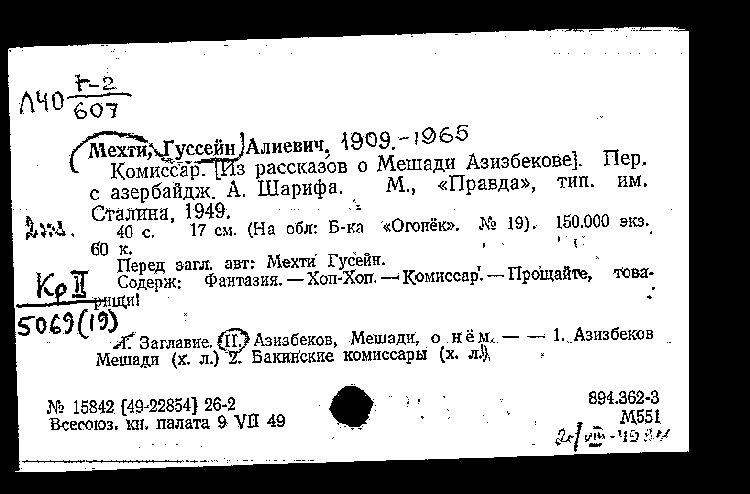 Л40 Г-2
607
Мехти, Гуссейн Алиевич, 1909.-1965
Комиссар. [Из рассказов о Мешади Азизбекове]. Пер.
с азербайдж. А. Шарифа. М., «Правда», тип. им.
Сталина, 1949.
40 с. 17 см. (На обл: Б-ка «Огонёк». № 19). 150.000 экз.
60 к.
Перед загл. авт: Мехти Гусейн.
Содерж: Фантазия. — Хоп-Хоп. — Комиссар. — Прощайте, това-
рищи!
Кр II
5069(19)
I. Заглавие. II. Азизбеков, Мешади, о нём. — — 1. Азизбеков
Мешади (х. л.) 2. Бакинские комиссары (х. л.)
№ 15842 [49-22854] 26-2
Всесоюз. кн. палата 9 VII 49
894.362-3
М551